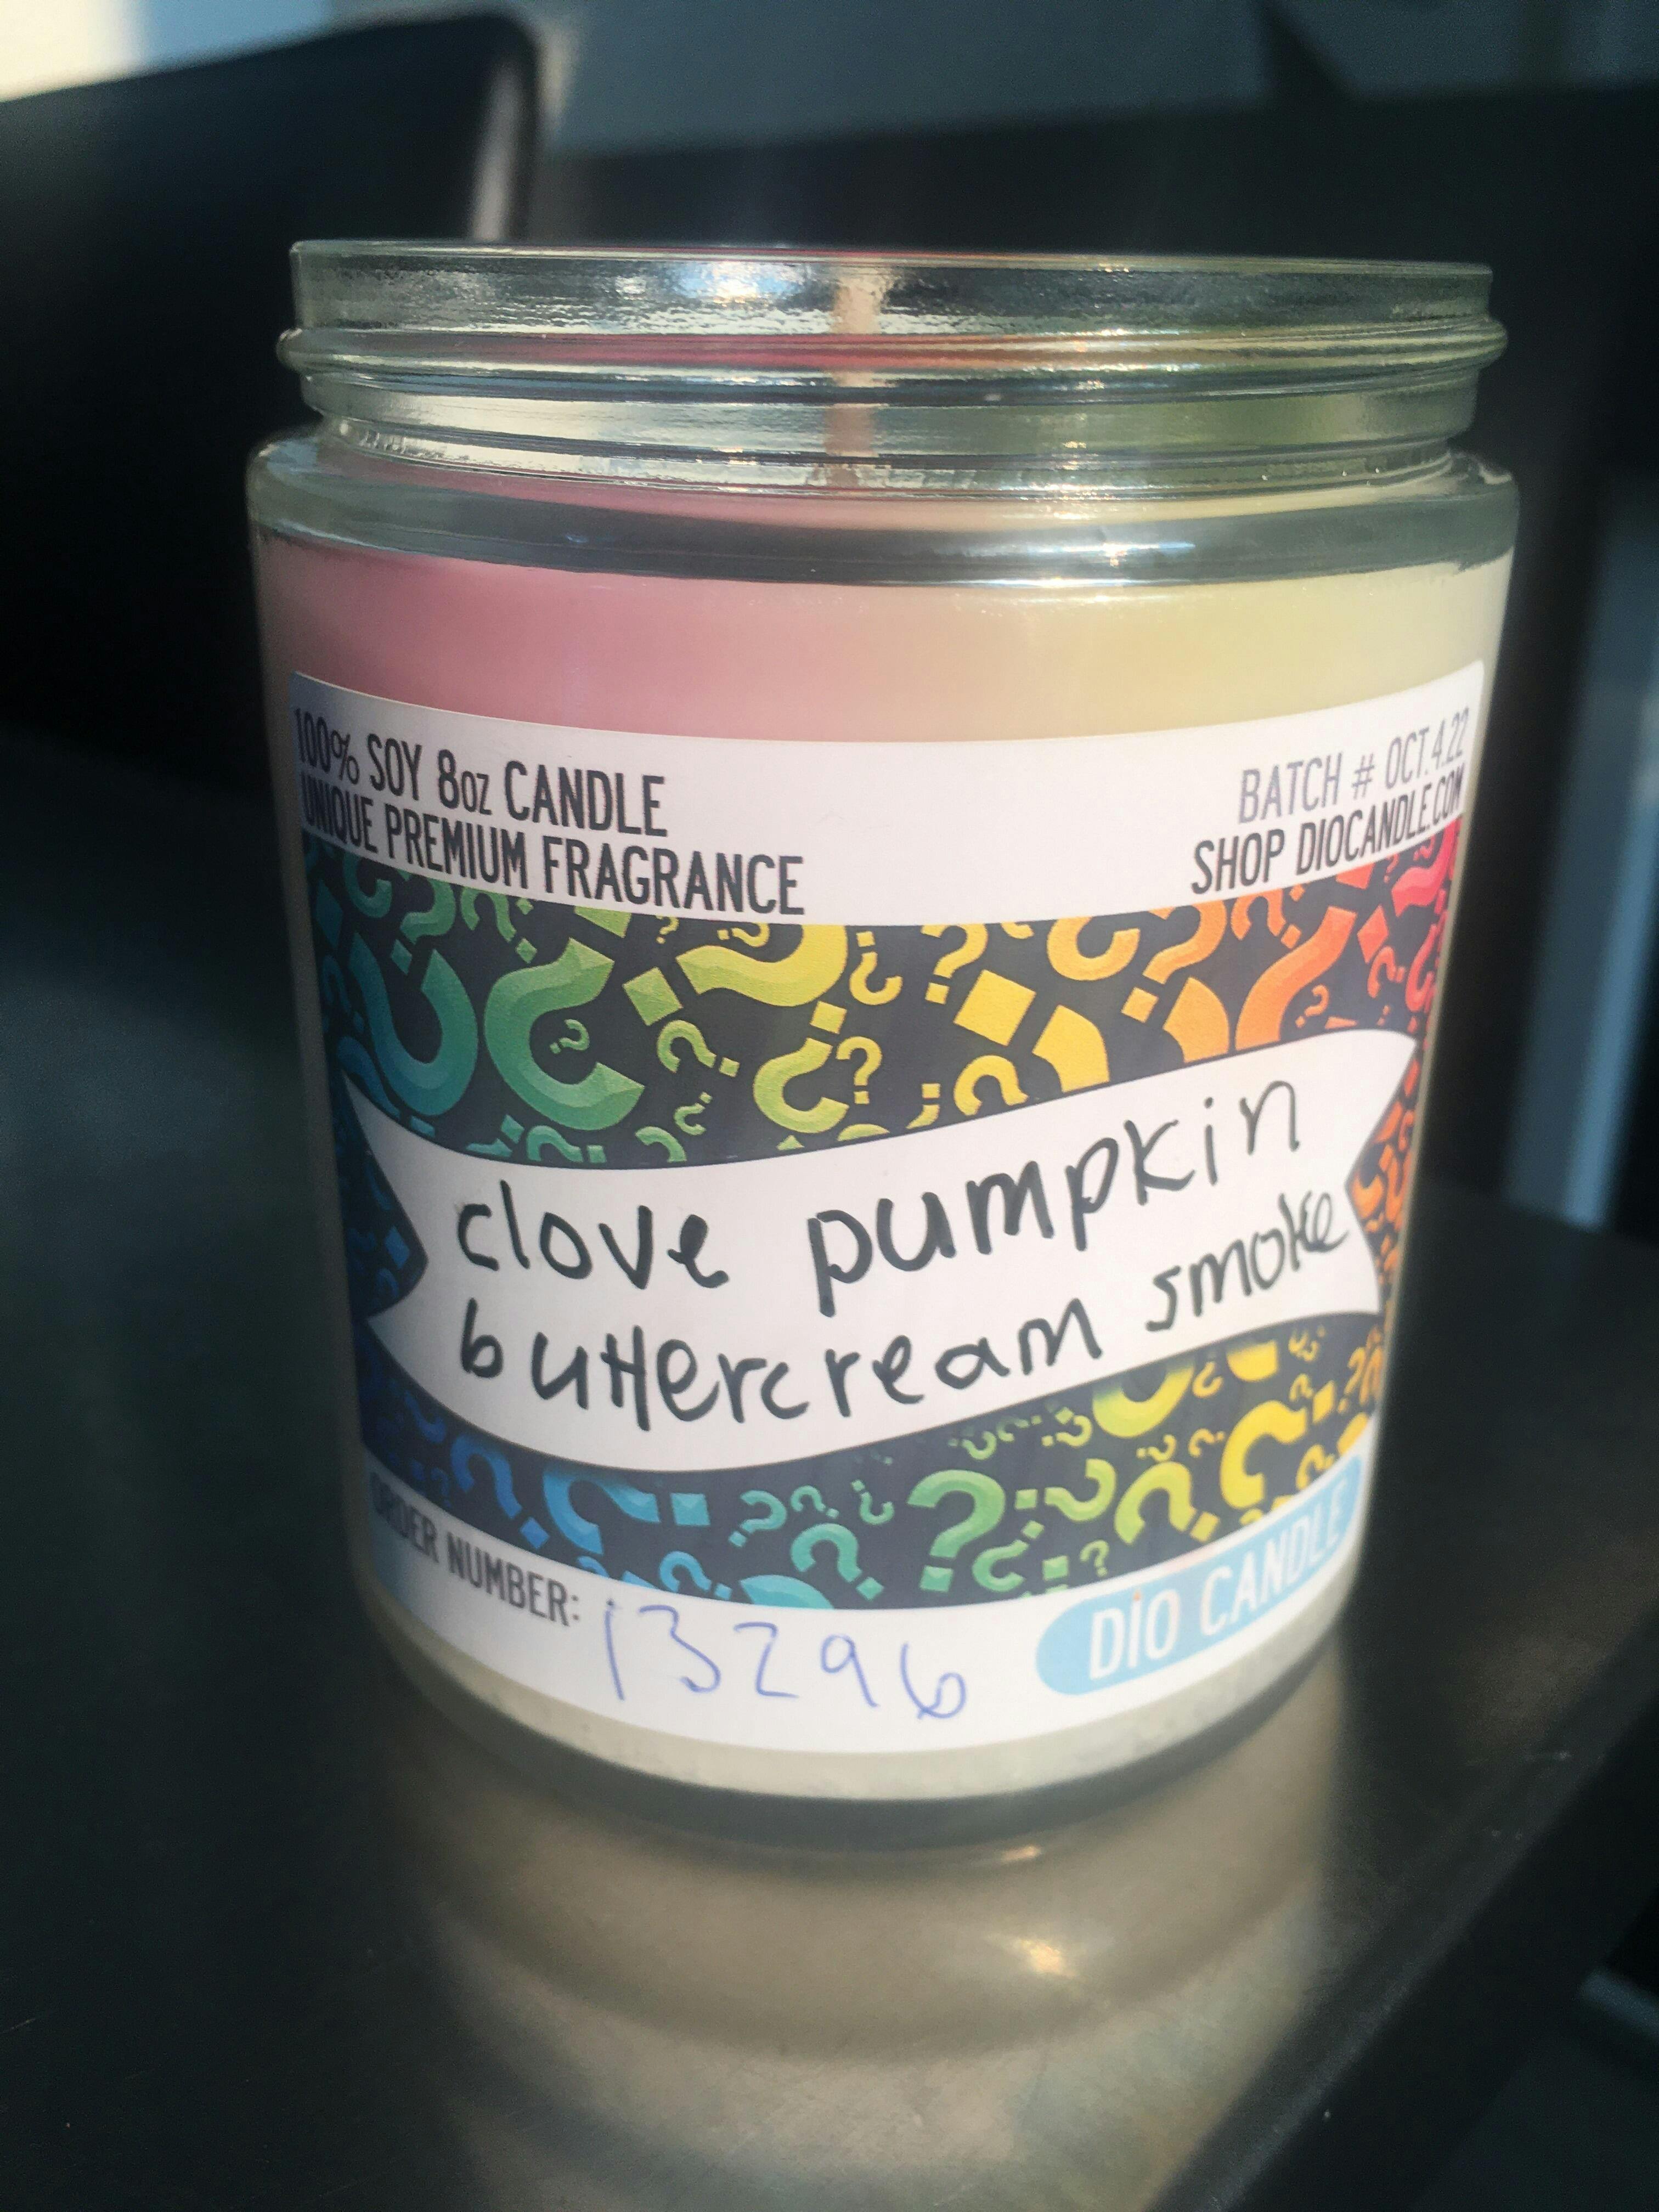 100% SOY 8oz CANDLE
UNIQUE PREMIUM FRAGRANCE
BATCH # OCT.4.22
SHOP DIOCANDLE.COM
clove pumpkin
buttercream smoke
ORDER NUMBER: 13296
DIO CANDLE